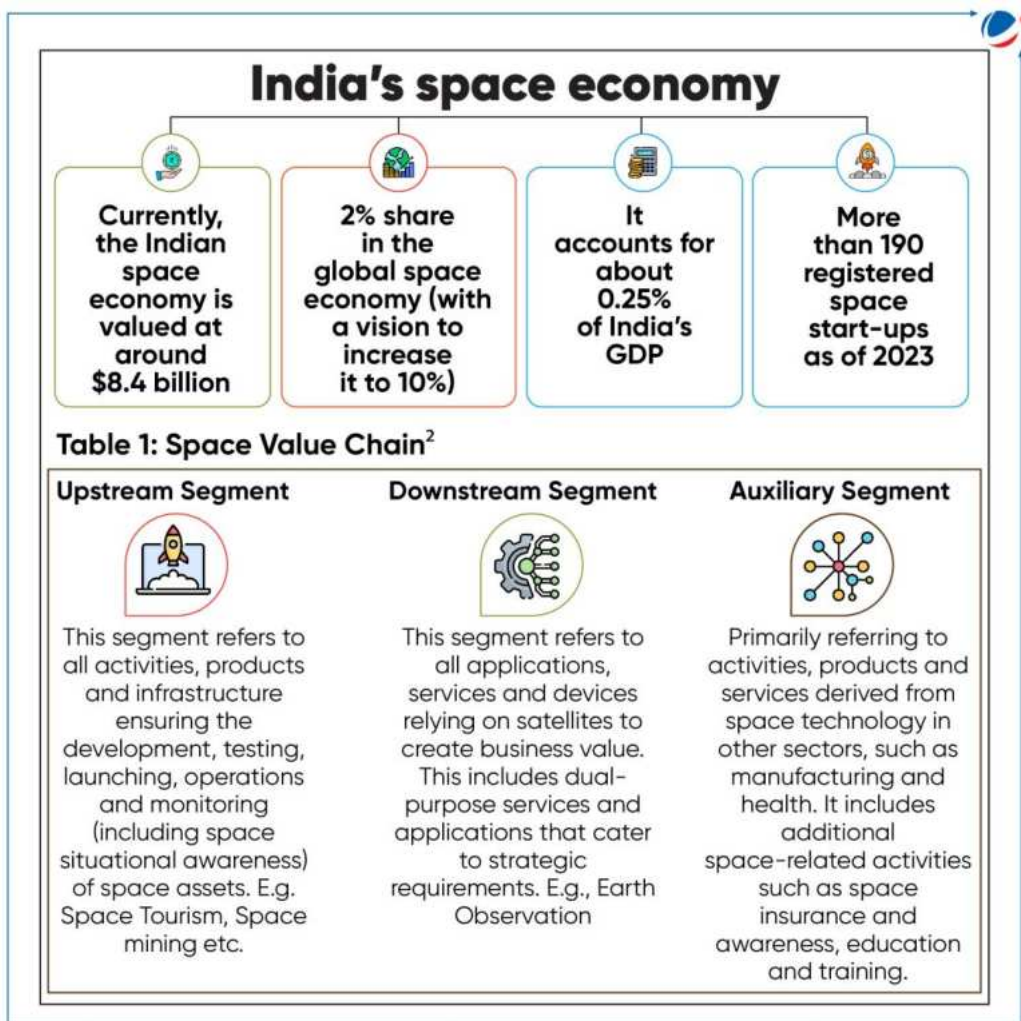 India's space economy
Currently,
the Indian
space
economy is
valued at
around
$8.4 billion
2% share
in the
global space
economy (with
a vision to
increase
it to 10%)
It
accounts for
about
0.25%
of India's
GDP
More
than 190
registered
space
start-ups
as of 2023
Table 1: Space Value Chain²
Upstream Segment
This segment refers to
all activities, products
and infrastructure
ensuring the
development, testing,
launching, operations
and monitoring
(including space
situational awareness)
of space assets. E.g.
Space Tourism, Space
mining etc.
Downstream Segment
This segment refers to
all applications,
services and devices
relying on satellites to
create business value.
This includes dual-
purpose services and
applications that cater
to strategic
requirements. E.g., Earth
Observation
Auxiliary Segment
Primarily referring to
activities, products and
services derived from
space technology in
other sectors, such as
manufacturing and
health. It includes
additional
space-related activities
such as space
insurance and
awareness, education
and training.